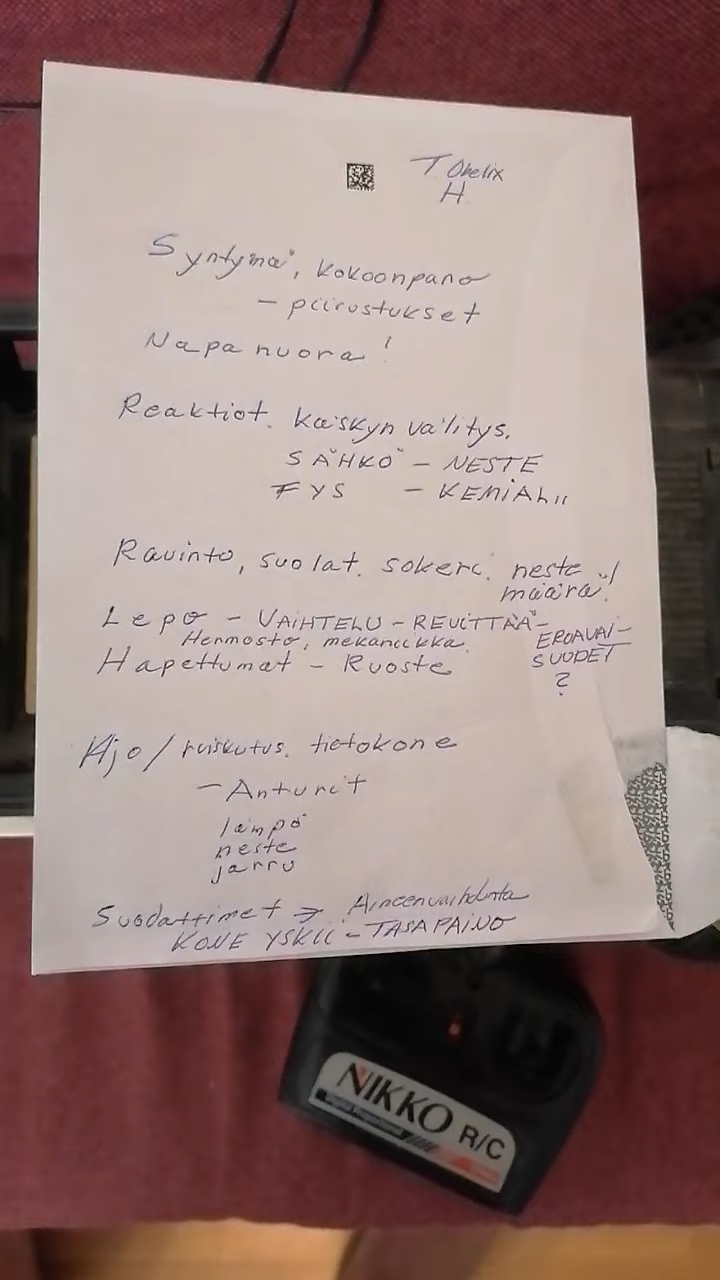 T. Obelix
H
Syntymä, kokoonpano
– piirustukset
Napanuora!
Reaktiot. Käskyn välitys.
SÄHKÖ – NESTE
FYS – KEMIALL
Ravinto, suolat. sokeri. neste
määrä!
Lepo – VAIHTELU – REVITTÄÄ –
Hermosto, mekaniikka.
EROAVAI–
SUUDET
?
Hapettumat – Ruoste
Ajo/ruiskutus. tietokone
– Anturit
lämpö
neste
jarru
Suodattimet → Aineenvaihdunta
KONE YSKII – TASAPAINO
NIKKO R/C